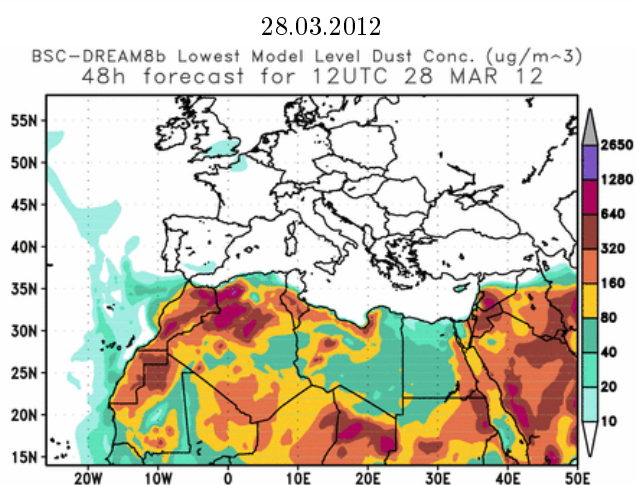 28.03.2012
BSC-DREAM8b Lowest Model Level Dust Conc. (ug/m^3)
48h forecast for 12UTC 28 MAR 12
55N
50N
45N
40N
35N
30N
25N
20N
15N
20W 10W 0 10E 20E 30E 40E 50E
2650
1280
640
320
160
80
40
20
10